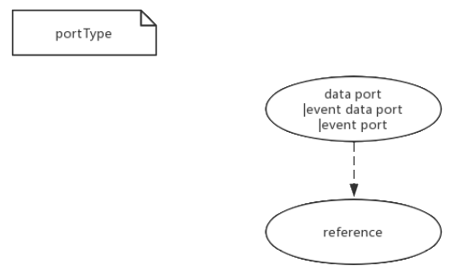 portType
data port
|event data port
|event port
reference